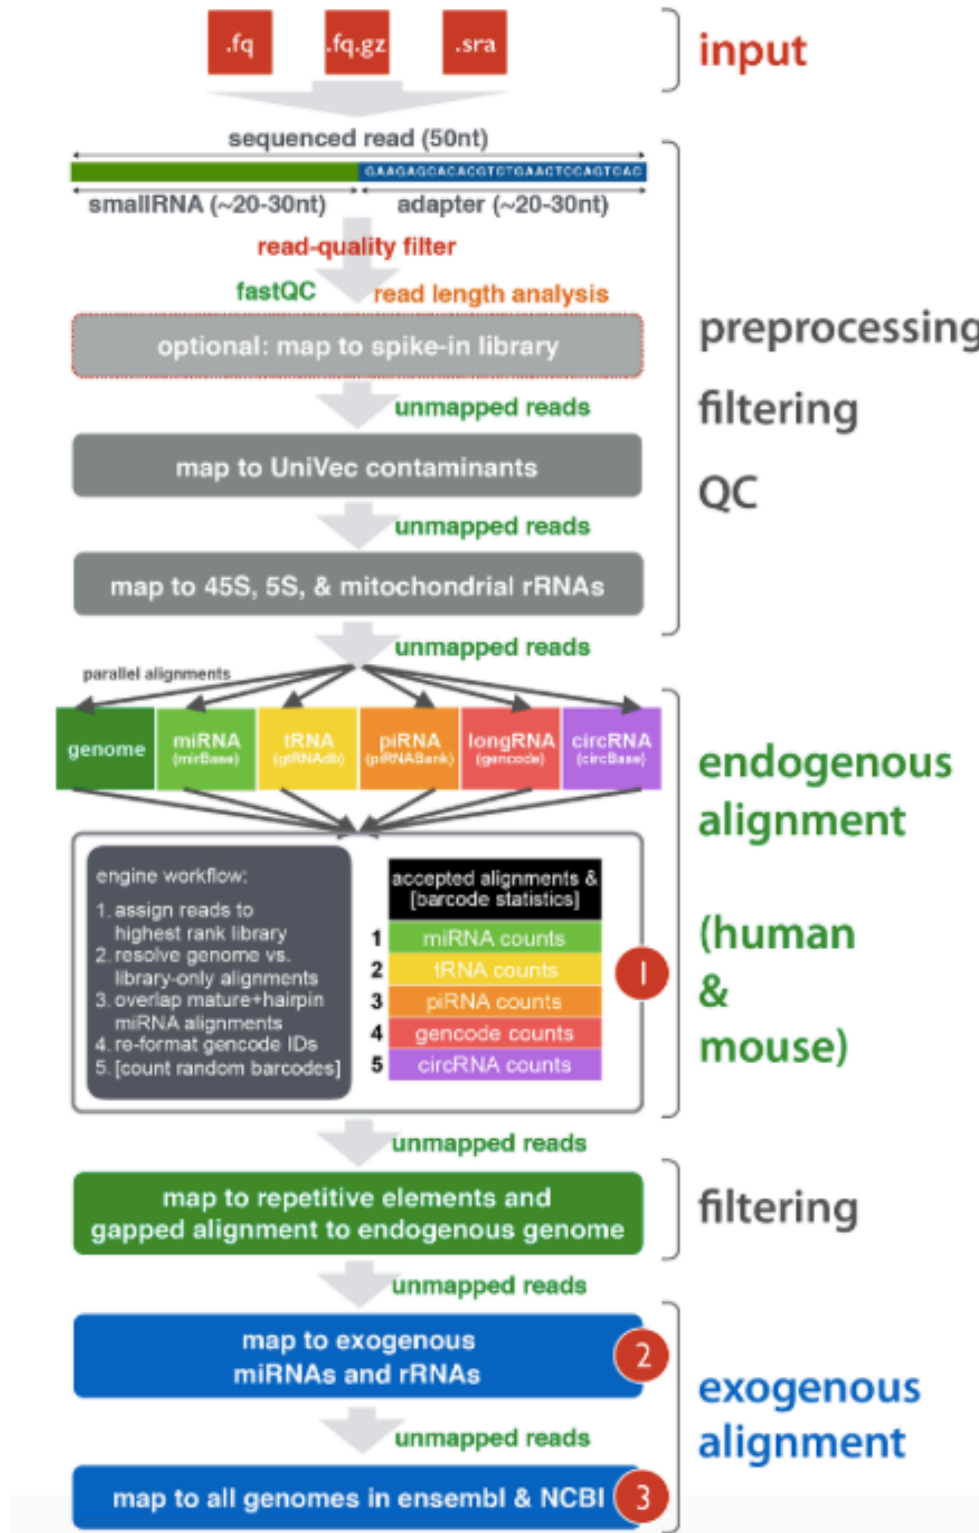 .fq
.fq.gz
.sra
input
sequenced read (50nt)
GAAGAGCACACGTCTGAACTCCAGTCAC
smallRNA (~20-30nt)
adapter (~20-30nt)
read-quality filter
fastQC
read length analysis
optional: map to spike-in library
unmapped reads
map to UniVec contaminants
unmapped reads
map to 45S, 5S, & mitochondrial rRNAs
unmapped reads
preprocessing
filtering
QC
parallel alignments
genome
miRNA
(mirBase)
tRNA
(gtRNAdb)
piRNA
(piRNABank)
longRNA
(gencode)
circRNA
(circBase)
engine workflow:
1. assign reads to
highest rank library
2. resolve genome vs.
library-only alignments
3. overlap mature+hairpin
miRNA alignments
4. re-format gencode IDs
5. [count random barcodes]
accepted alignments &
[barcode statistics]
1 miRNA counts
2 tRNA counts
3 piRNA counts
4 gencode counts
5 circRNA counts
1
endogenous
alignment
(human
&
mouse)
unmapped reads
map to repetitive elements and
gapped alignment to endogenous genome
filtering
unmapped reads
map to exogenous
miRNAs and rRNAs
2
unmapped reads
map to all genomes in ensembl & NCBI
3
exogenous
alignment